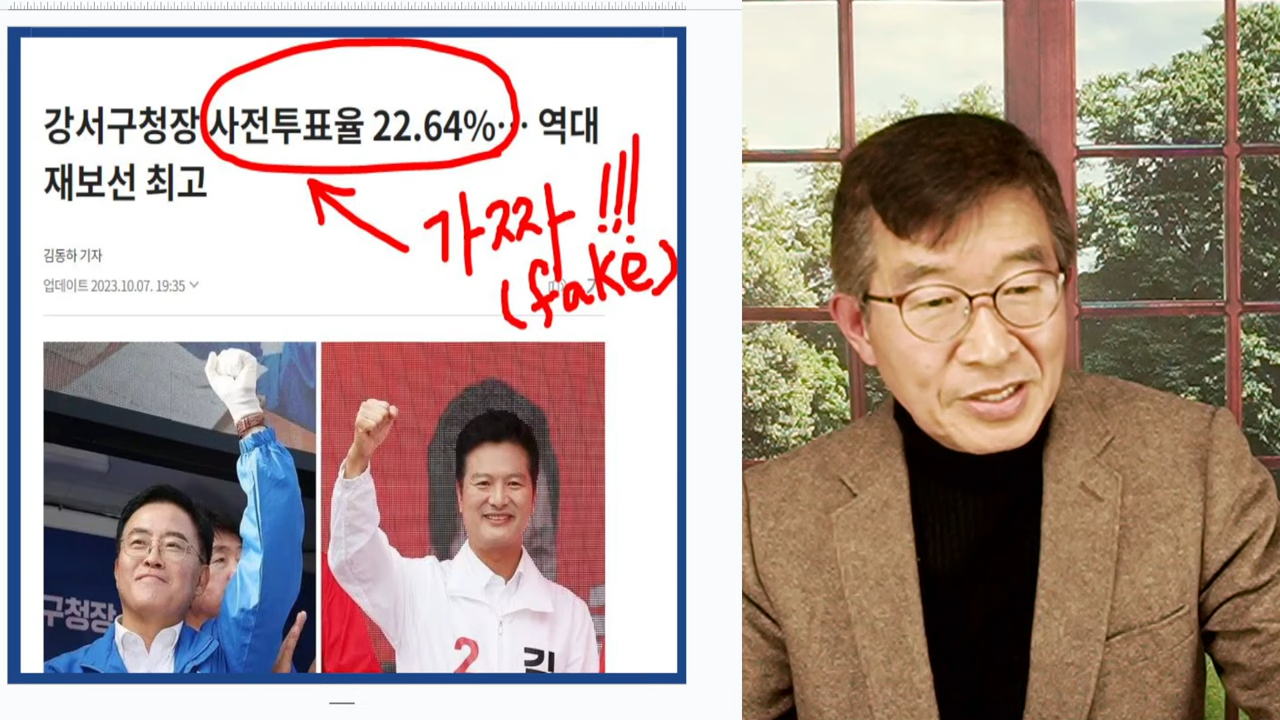 강서구청장 사전투표율 22.64%… 역대
재보선 최고
가짜!!!
(fake)
김동하 기자
업데이트 2023.10.07. 19:35
구청장
2
김